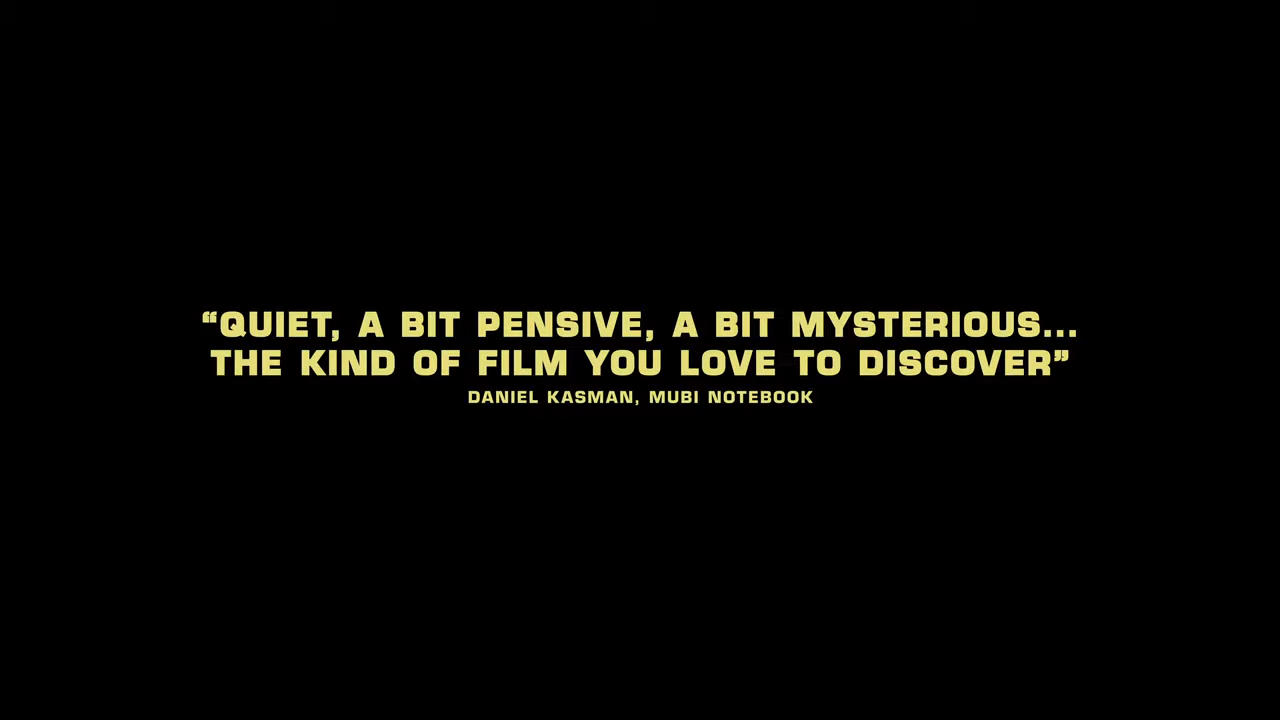 “QUIET, A BIT PENSIVE, A BIT MYSTERIOUS...
THE KIND OF FILM YOU LOVE TO DISCOVER”
DANIEL KASMAN, MUBI NOTEBOOK